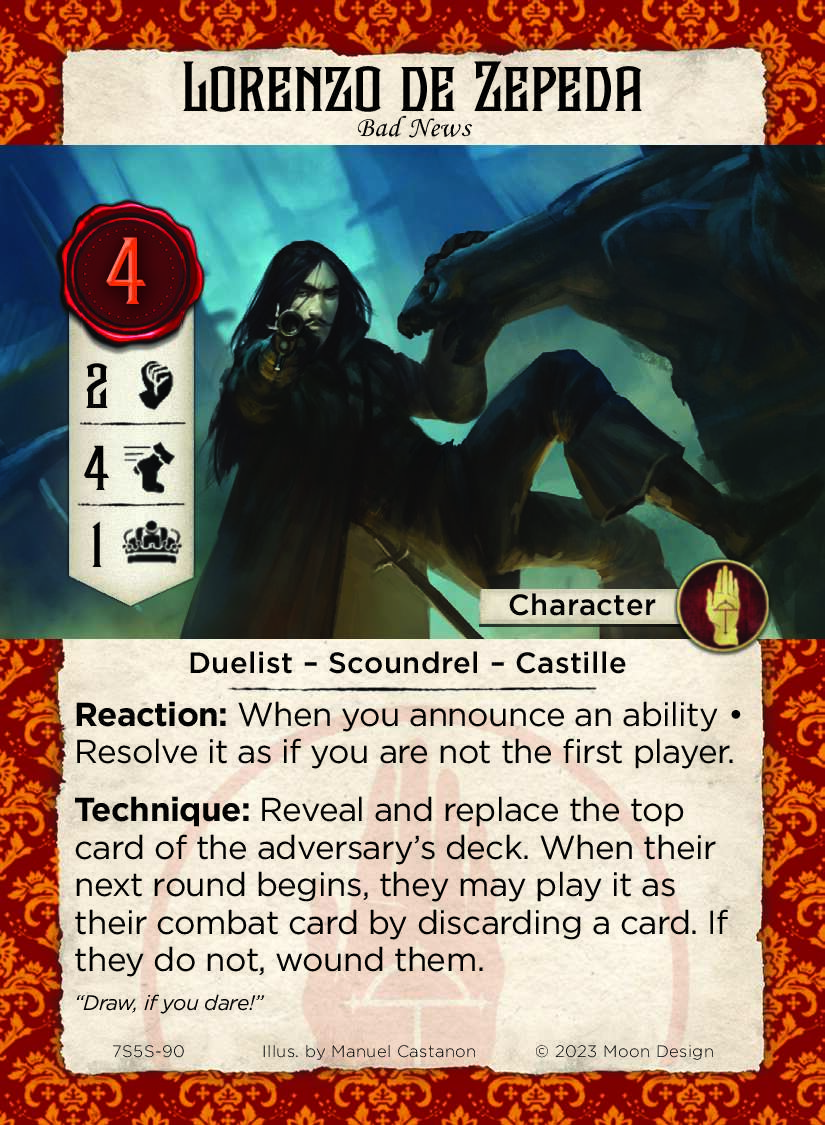 Lorenzo de Zepeda
Bad News
4
2
4
1
Character
Duelist – Scoundrel – Castille
Reaction: When you announce an ability •
Resolve it as if you are not the first player.
Technique: Reveal and replace the top
card of the adversary’s deck. When their
next round begins, they may play it as
their combat card by discarding a card. If
they do not, wound them.
“Draw, if you dare!”
7S5S-90 Illus. by Manuel Castanon © 2023 Moon Design